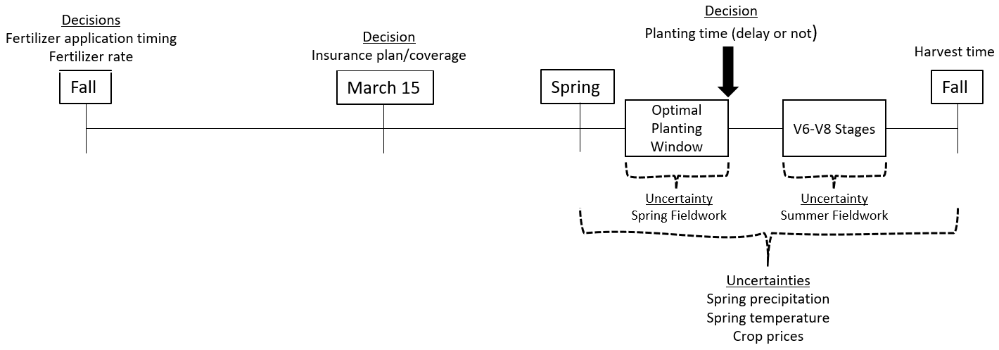 Decisions
Fertilizer application timing
Fertilizer rate
Fall
Decision
Insurance plan/coverage
March 15
Spring
Decision
Planting time (delay or not)
Harvest time
Fall
Optimal
Planting
Window
V6-V8 Stages
Uncertainty
Spring Fieldwork
Uncertainty
Summer Fieldwork
Uncertainties
Spring precipitation
Spring temperature
Crop prices